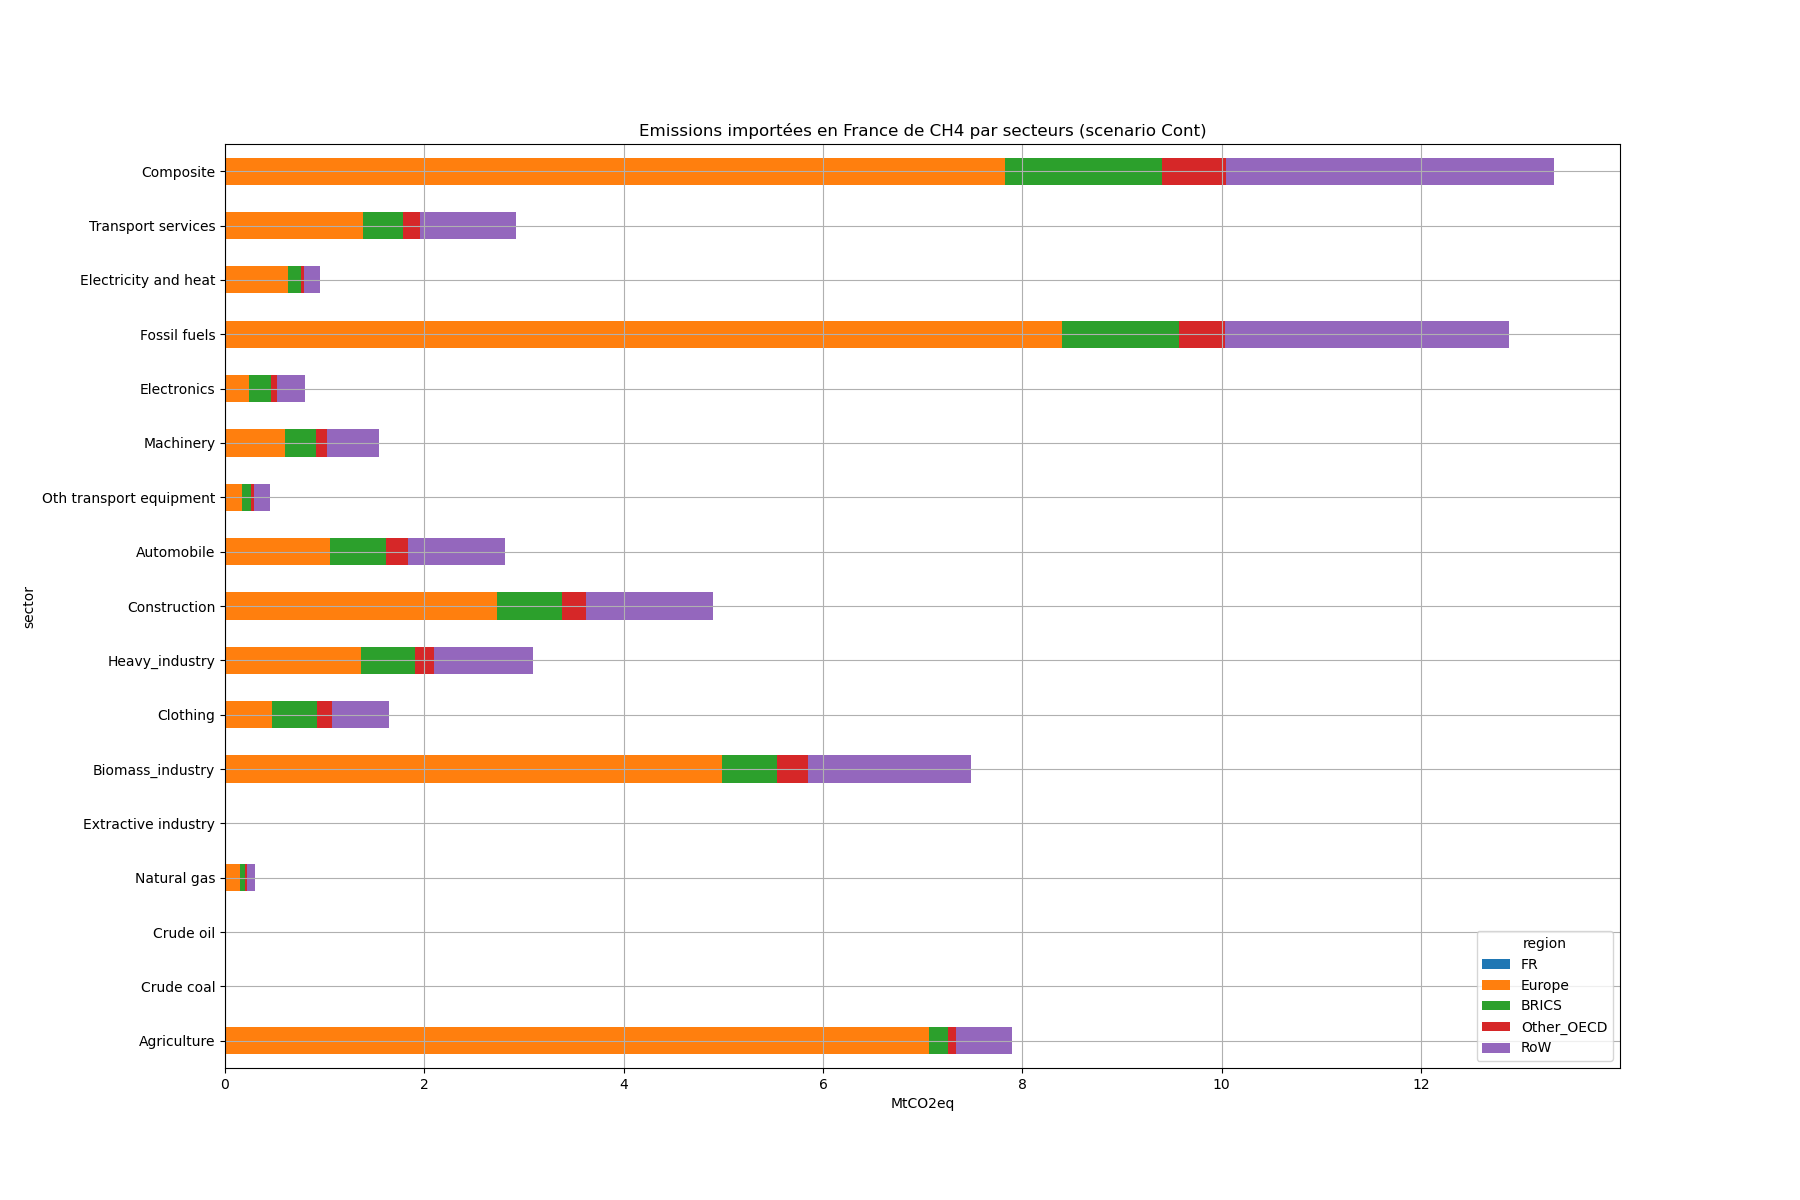 Emissions importées en France de CH4 par secteurs (scenario Cont)
Composite
Transport services
Electricity and heat
Fossil fuels
Electronics
Machinery
Oth transport equipment
Automobile
Construction
Heavy_industry
Clothing
Biomass_industry
Extractive industry
Natural gas
Crude oil
Crude coal
Agriculture
sector
0 2 4 6 8 10 12
MtCO2eq
region
FR
Europe
BRICS
Other_OECD
RoW